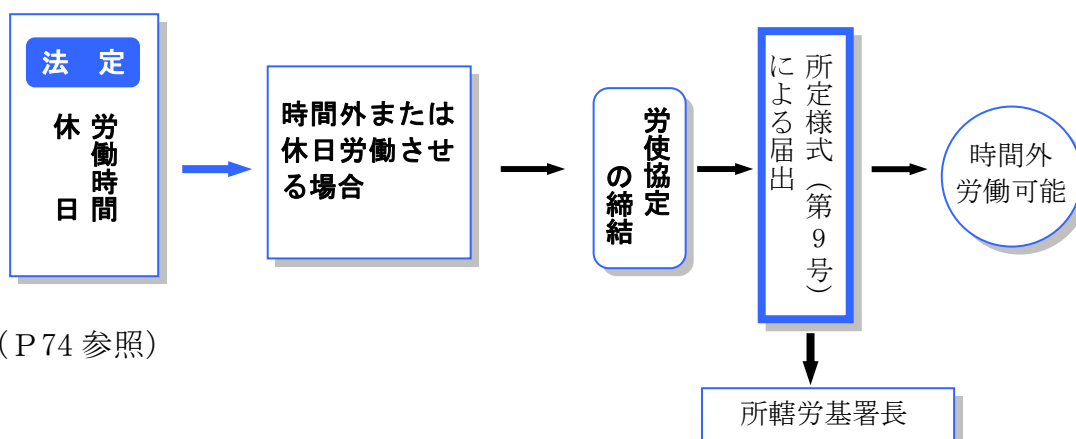 法　定
労働時間
休　　日
時間外または
休日労働させ
る場合
労使協定
の締結
所定様式（第９号）
による届出
時間外
労働可能
（Ｐ74 参照）
所轄労基署長